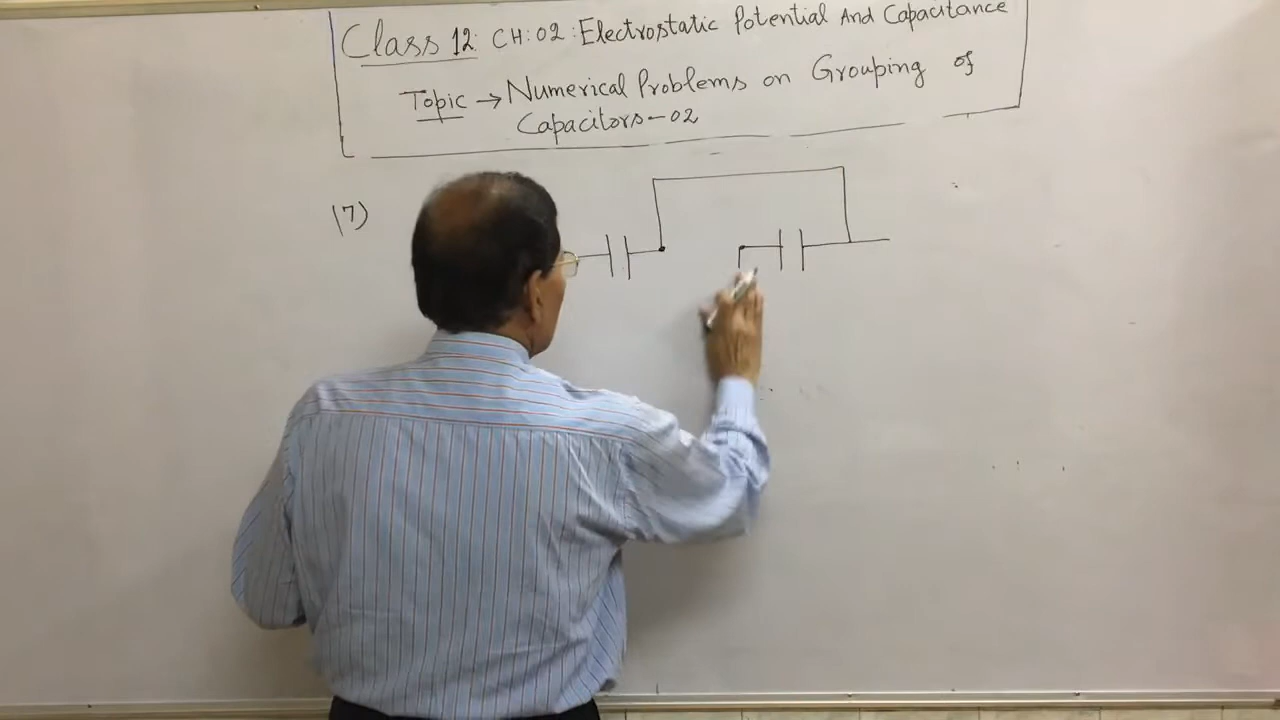 Class 12: CH:02: Electrostatic Potential And Capacitance
Topic → Numerical Problems on Grouping of
Capacitors-02
(7)